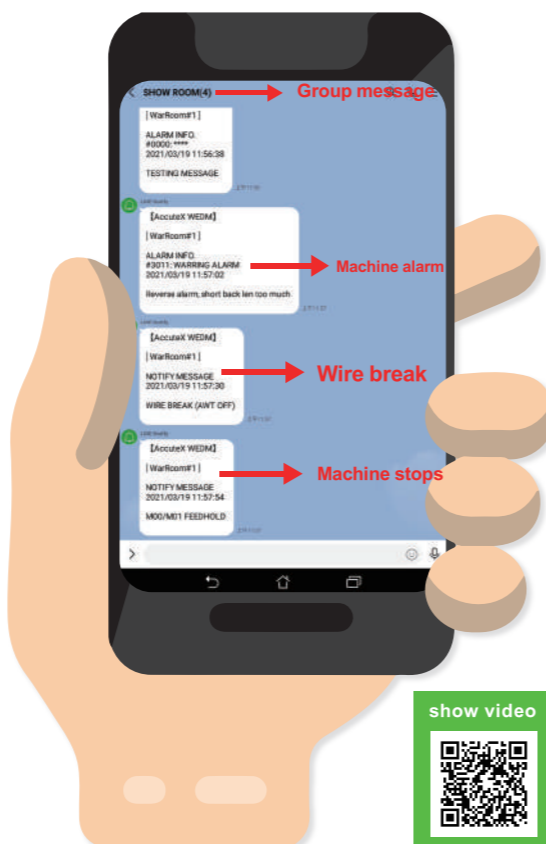 SHOW ROOM(4)
Group message
[WarRoom#1]
ALARM INFO.
#0000: ****
2021/03/19 11:56:38
TESTING MESSAGE
【AccuteX WEDM】
[WarRoom#1]
ALARM INFO.
#3011: WARRING ALARM
2021/03/19 11:57:02
Machine alarm
Reverse alarm, short back len too much
【AccuteX WEDM】
[WarRoom#1]
NOTIFY MESSAGE
2021/03/19 11:57:30
Wire break
WIRE BREAK (AWT OFF)
【AccuteX WEDM】
[WarRoom#1]
NOTIFY MESSAGE
2021/03/19 11:57:54
Machine stops
M00/M01 FEEDHOLD
show video